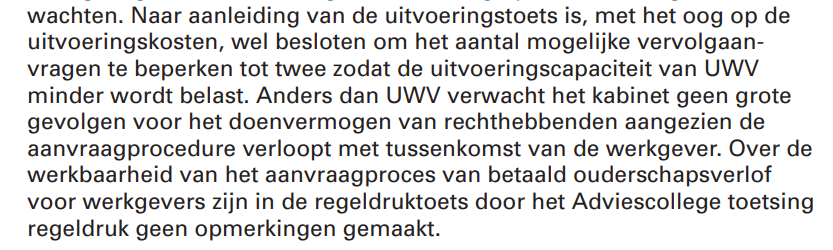 wachten. Naar aanleiding van de uitvoeringstoets is, met het oog op de
uitvoeringskosten, wel besloten om het aantal mogelijke vervolgaan-
vragen te beperken tot twee zodat de uitvoeringscapaciteit van UWV
minder wordt belast. Anders dan UWV verwacht het kabinet geen grote
gevolgen voor het doenvermogen van rechthebbenden aangezien de
aanvraagprocedure verloopt met tussenkomst van de werkgever. Over de
werkbaarheid van het aanvraagproces van betaald ouderschapsverlof
voor werkgevers zijn in de regeldruktoets door het Adviescollege toetsing
regeldruk geen opmerkingen gemaakt.